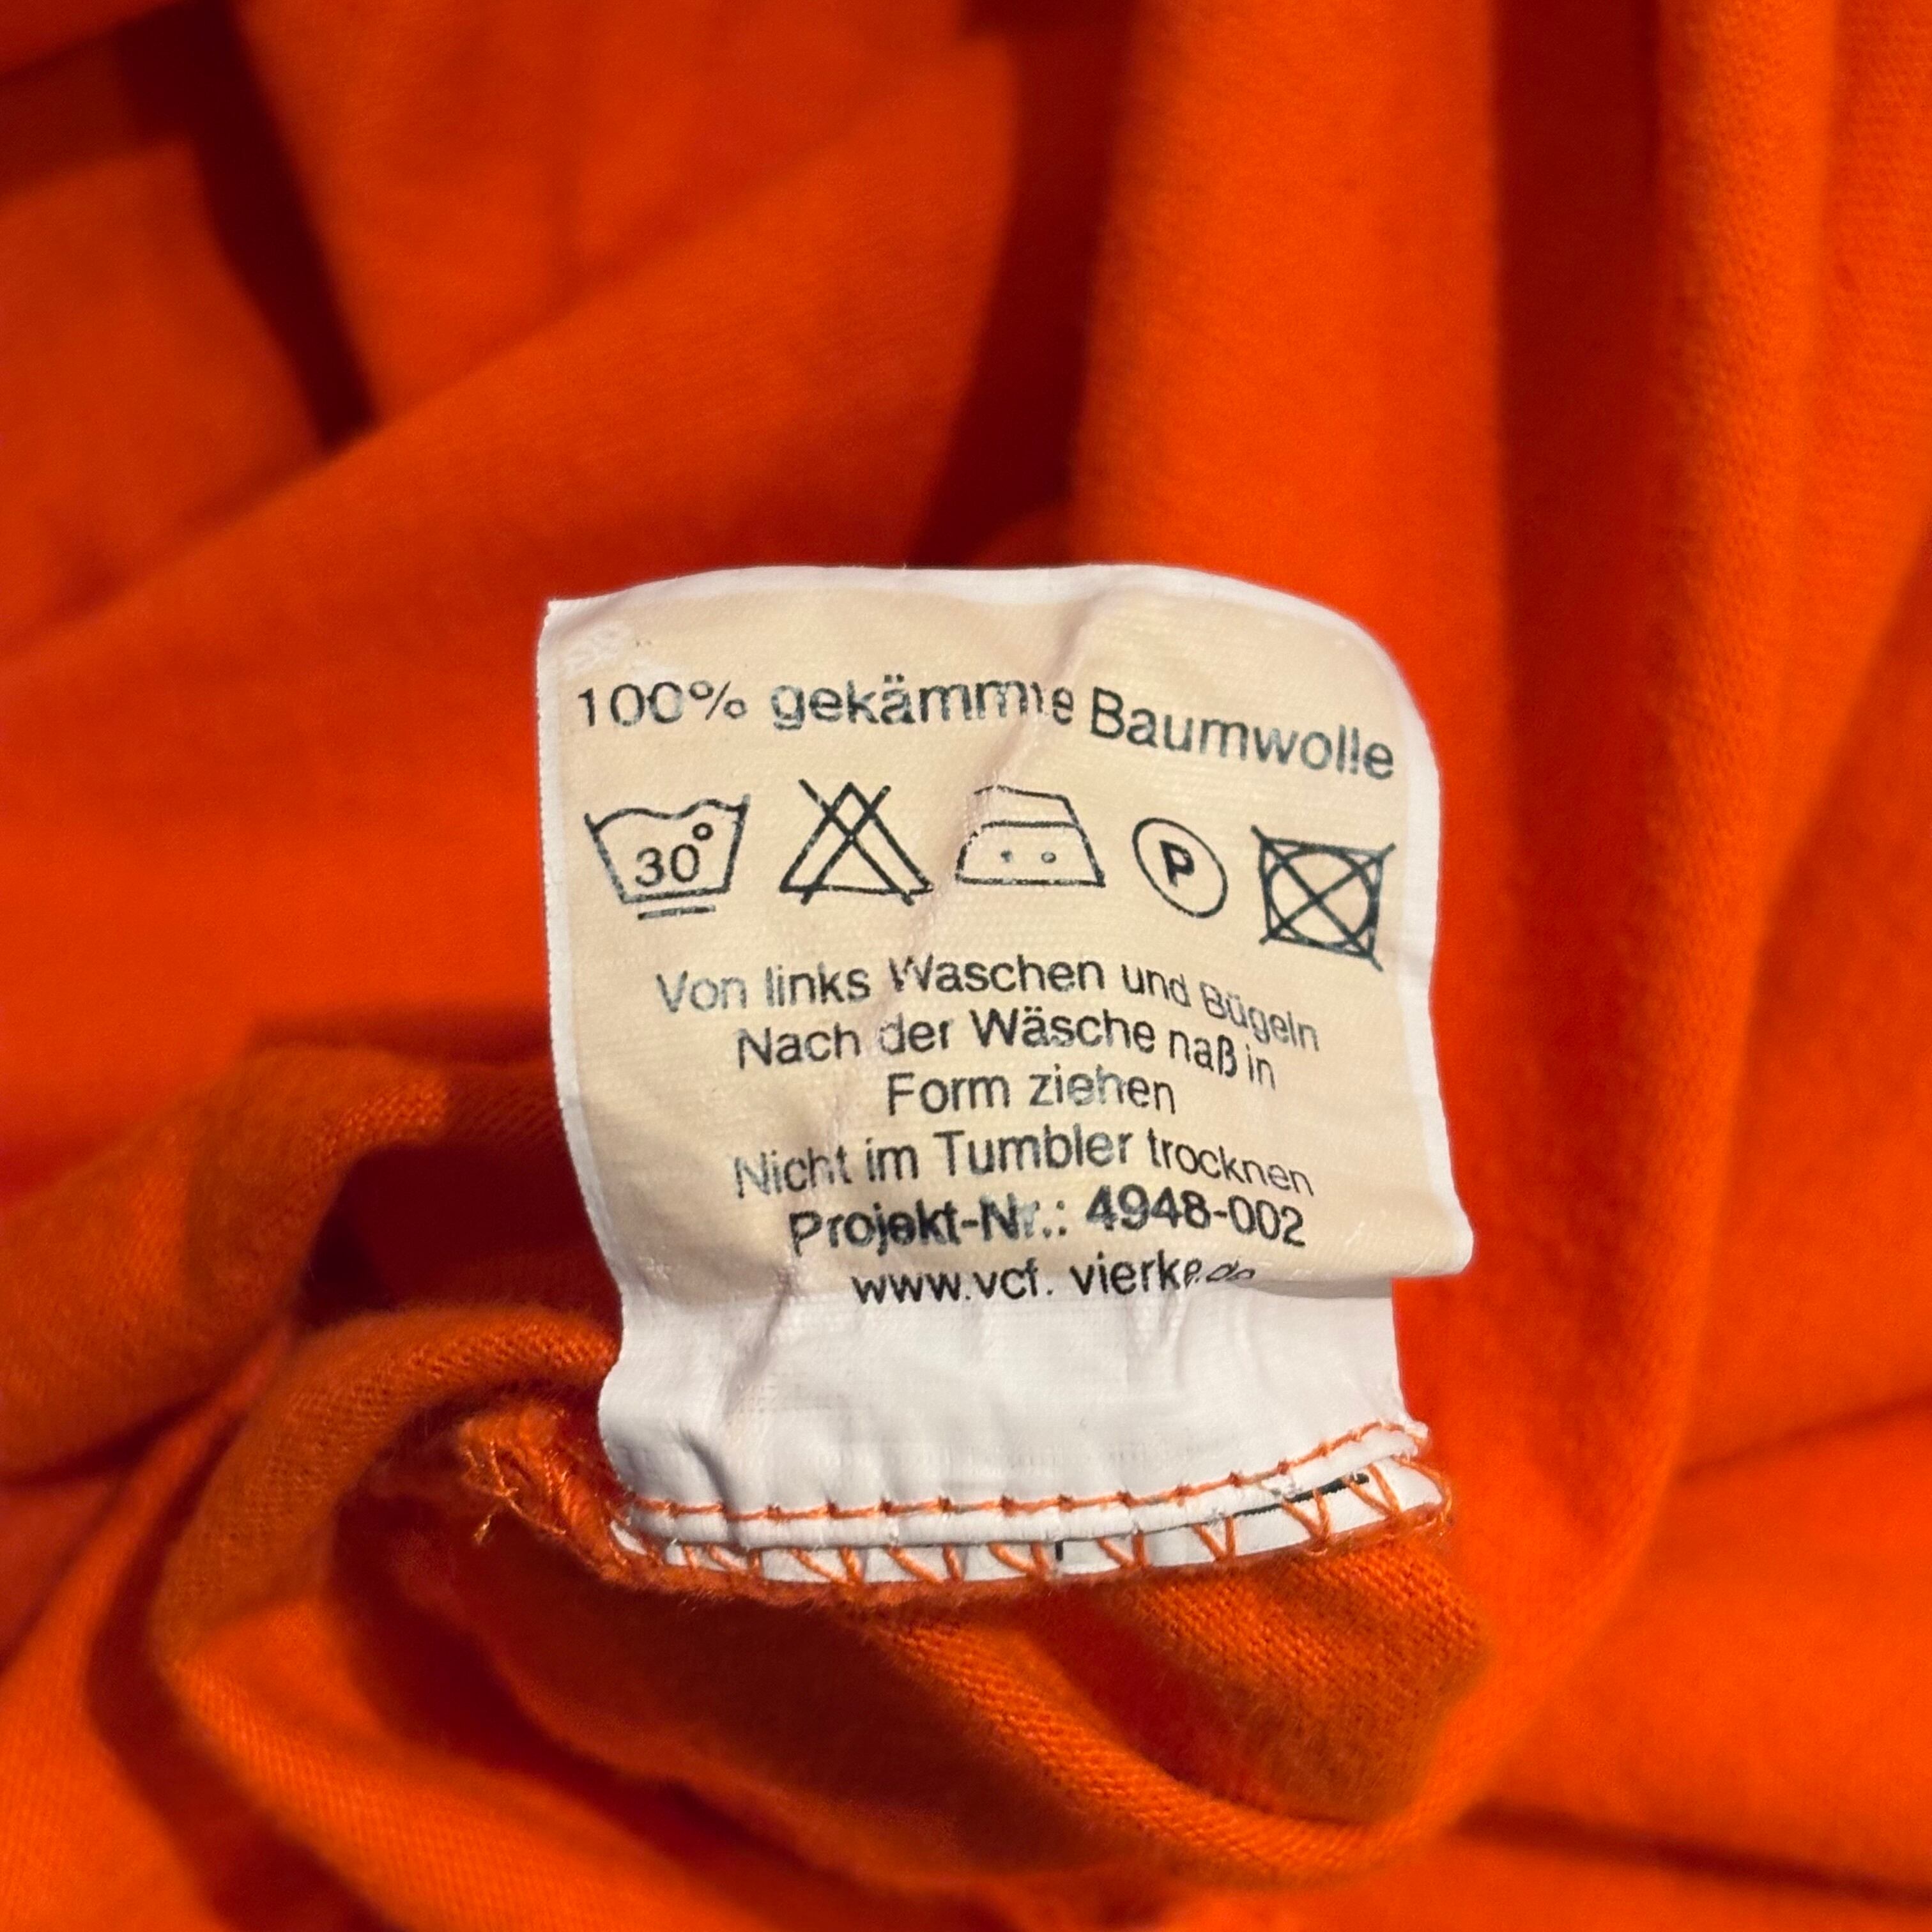 100% gekämmte Baumwolle
30°
P
Von links Waschen und Bügeln
Nach der Wäsche naß in
Form ziehen
Nicht im Tumbler trocknen
Projekt-Nr.: 4948-002
www.vcf. vierke.de